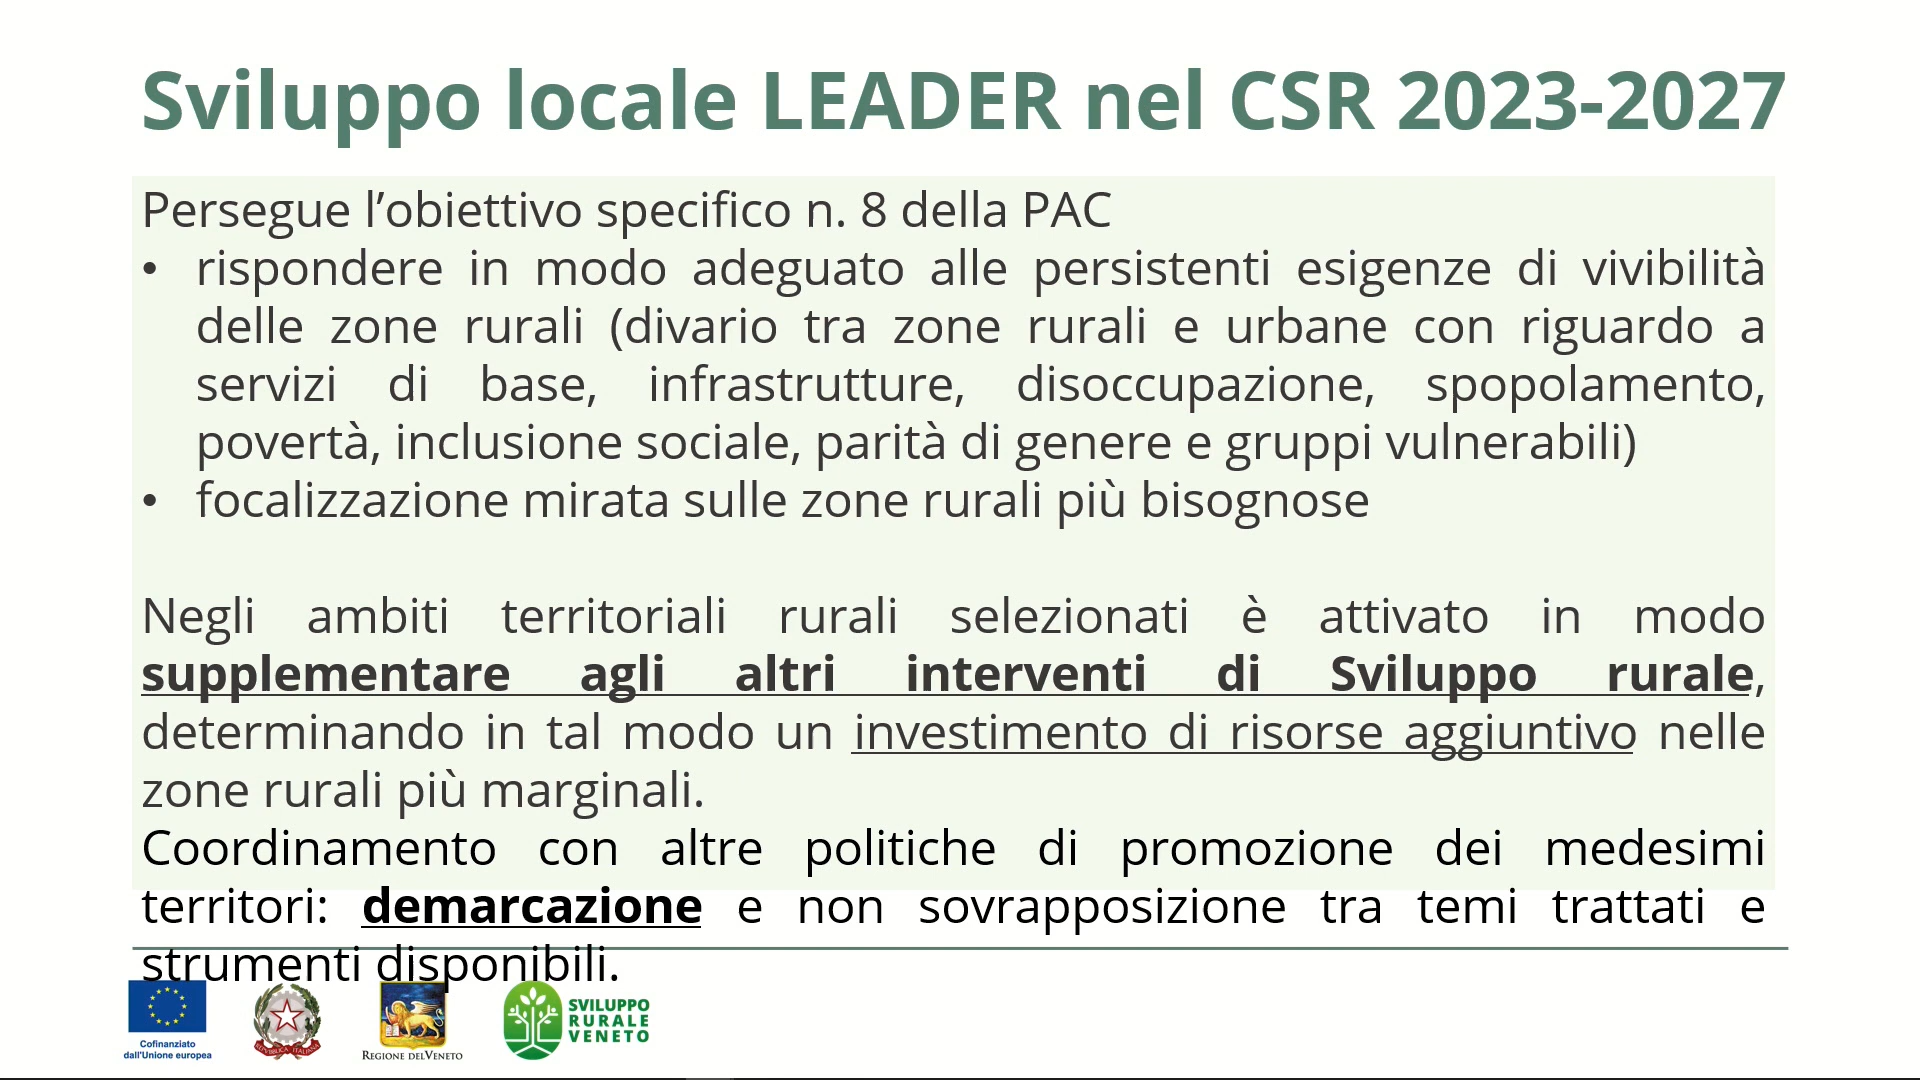 Sviluppo locale LEADER nel CSR 2023-2027
Persegue l’obiettivo specifico n. 8 della PAC
• rispondere in modo adeguato alle persistenti esigenze di vivibilità
delle zone rurali (divario tra zone rurali e urbane con riguardo a
servizi di base, infrastrutture, disoccupazione, spopolamento,
povertà, inclusione sociale, parità di genere e gruppi vulnerabili)
• focalizzazione mirata sulle zone rurali più bisognose
Negli ambiti territoriali rurali selezionati è attivato in modo
supplementare agli altri interventi di Sviluppo rurale,
determinando in tal modo un investimento di risorse aggiuntivo nelle
zone rurali più marginali.
Coordinamento con altre politiche di promozione dei medesimi
territori: demarcazione e non sovrapposizione tra temi trattati e
strumenti disponibili.
Cofinanziato
dall'Unione europea
REGIONE DEL VENETO
SVILUPPO
RURALE
VENETO